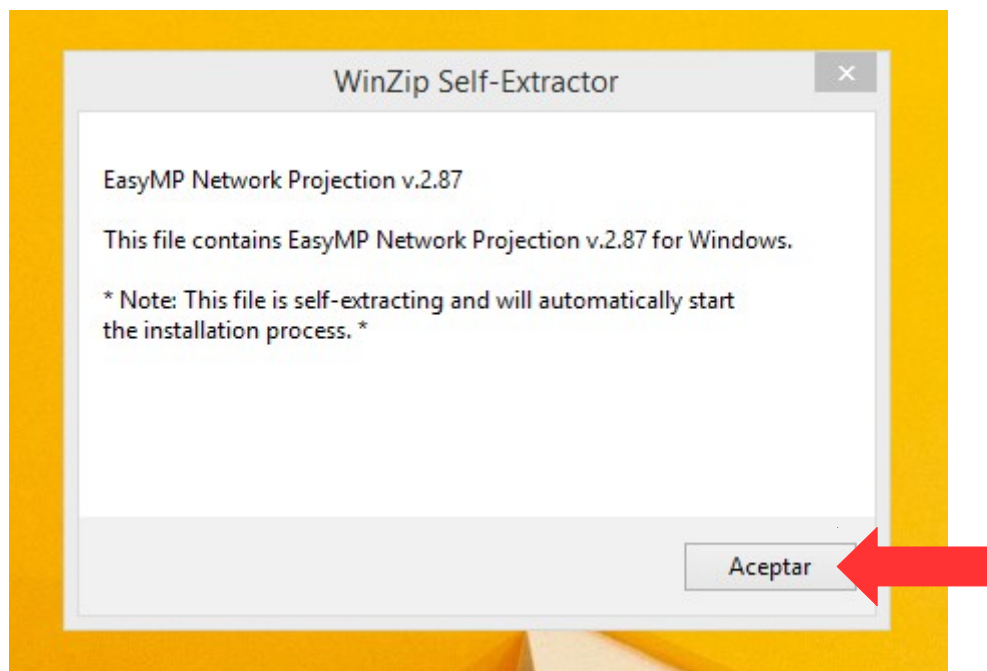 WinZip Self-Extractor
EasyMP Network Projection v.2.87
This file contains EasyMP Network Projection v.2.87 for Windows.
* Note: This file is self-extracting and will automatically start
the installation process. *
Aceptar